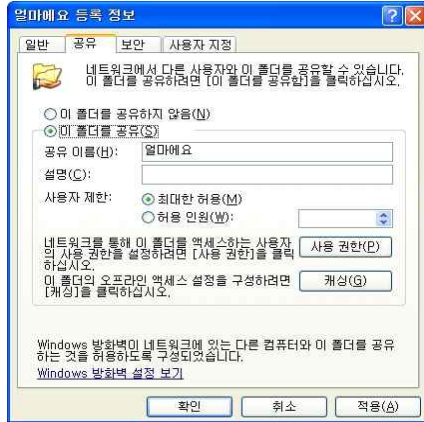 얼마에요 등록 정보
일반 공유 보안 사용자 지정
네트워크에서 다른 사용자와 이 폴더를 공유할 수 있습니다.
이 폴더를 공유하려면 [이 폴더를 공유함]을 클릭하십시오.
이 폴더를 공유하지 않음(N)
이 폴더를 공유(S)
공유 이름(H): 얼마에요
설명(C):
사용자 제한: 최대한 허용(M)
허용 인원(W):
네트워크를 통해 이 폴더를 액세스하는 사용자
의 사용 권한을 설정하려면 [사용 권한]을 클릭
하십시오.
사용 권한(P)
이 폴더의 오프라인 액세스 설정을 구성하려면
[캐싱]을 클릭하십시오.
캐싱(G)
Windows 방화벽이 네트워크에 있는 다른 컴퓨터와 이 폴더를 공유
하는 것을 허용하도록 구성되었습니다.
Windows 방화벽 설정 보기
확인 취소 적용(A)